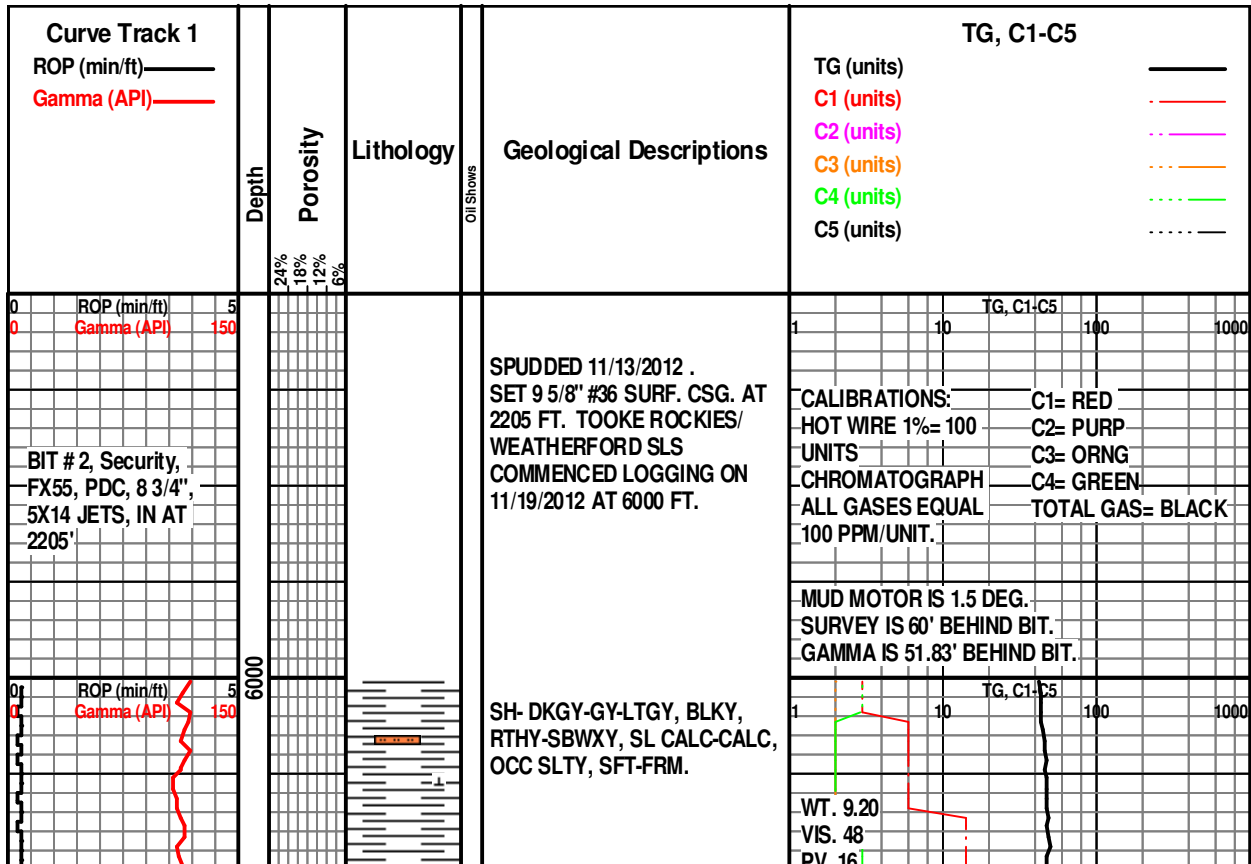 Curve Track 1
ROP (min/ft)
Gamma (API)
Depth
Porosity
24%
18%
12%
6%
Lithology
Oil Shows
Geological Descriptions
TG, C1-C5
TG (units)
C1 (units)
C2 (units)
C3 (units)
C4 (units)
C5 (units)
0 ROP (min/ft) 5
0 Gamma (API) 150
TG, C1-C5
1 10 100 1000
BIT # 2, Security,
FX55, PDC, 8 3/4",
5X14 JETS, IN AT
2205'
SPUDDED 11/13/2012 .
SET 9 5/8" #36 SURF. CSG. AT
2205 FT. TOOKE ROCKIES/
WEATHERFORD SLS
COMMENCED LOGGING ON
11/19/2012 AT 6000 FT.
CALIBRATIONS:
HOT WIRE 1%= 100
UNITS
CHROMATOGRAPH
ALL GASES EQUAL
100 PPM/UNIT.
C1= RED
C2= PURP
C3= ORNG
C4= GREEN
TOTAL GAS= BLACK
MUD MOTOR IS 1.5 DEG.
SURVEY IS 60' BEHIND BIT.
GAMMA IS 51.83' BEHIND BIT.
6000
0 ROP (min/ft) 5
0 Gamma (API) 150
TG, C1-C5
1 10 100 1000
SH- DKGY-GY-LTGY, BLKY,
RTHY-SBWXY, SL CALC-CALC,
OCC SLTY, SFT-FRM.
WT. 9.20
VIS. 48
PV. 16